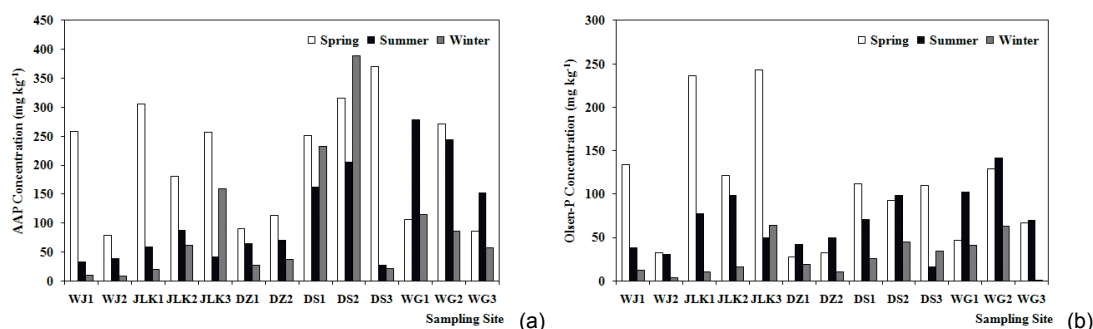 450
400
350
300
250
200
150
100
50
0
AAP Concentration (mg kg-1)
Spring Summer Winter
WJ1 WJ2 JLK1 JLK2 JLK3 DZ1 DZ2 DS1 DS2 DS3 WG1 WG2 WG3
Sampling Site
(a)
300
250
200
150
100
50
0
Olsen-P Concentration (mg kg-1)
Spring Summer Winter
WJ1 WJ2 JLK1 JLK2 JLK3 DZ1 DZ2 DS1 DS2 DS3 WG1 WG2 WG3
Sampling Site
(b)